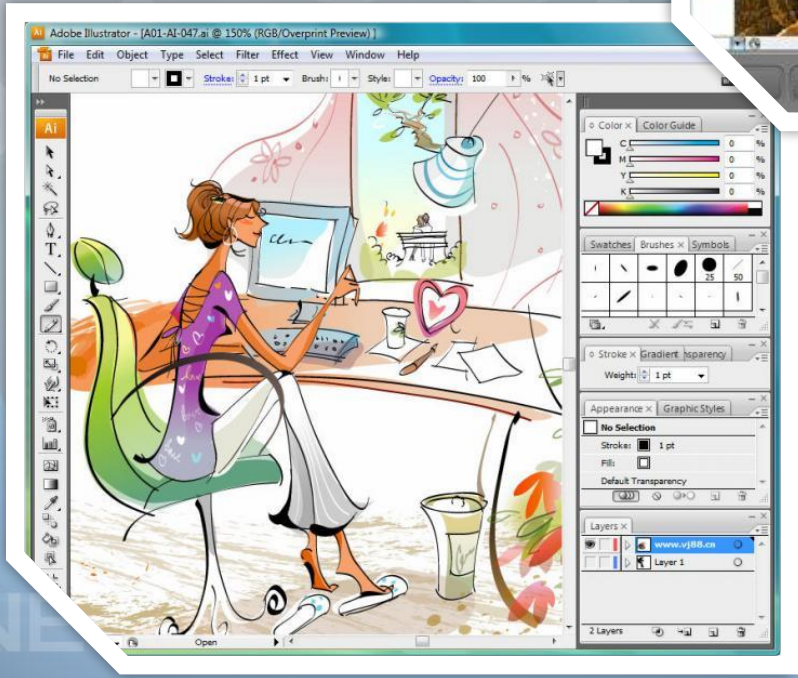 Adobe Illustrator - [A01-AI-047.ai @ 150% (RGB/Overprint Preview) ]
File Edit Object Type Select Filter Effect View Window Help
No Selection Stroke: 1 pt Brush: Style: Opacity: 100 %
Ai
T
Color × Color Guide
C 0 %
M 0 %
Y 0 %
K 0 %
Swatches Brushes × Symbols
25 50
Stroke × Gradient nsparency
Weight: 1 pt
Appearance × Graphic Styles
No Selection
Stroke: 1 pt
Fill:
Default Transparency
Layers ×
www.vj88.cn
Layer 1
2 Layers
Open
NE